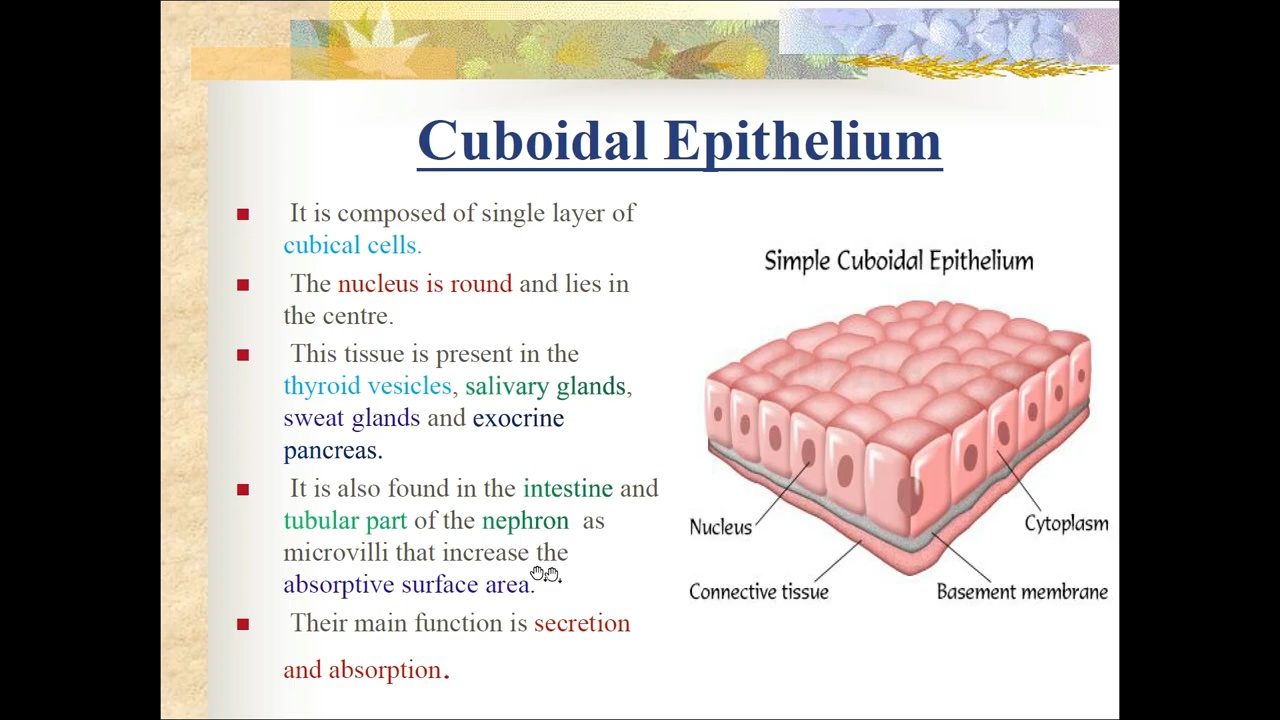 Cuboidal Epithelium
It is composed of single layer of
cubical cells.
The nucleus is round and lies in
the centre.
This tissue is present in the
thyroid vesicles, salivary glands,
sweat glands and exocrine
pancreas.
It is also found in the intestine and
tubular part of the nephron as
microvilli that increase the
absorptive surface area.
Their main function is secretion
and absorption.
Simple Cuboidal Epithelium
Nucleus
Cytoplasm
Connective tissue
Basement membrane